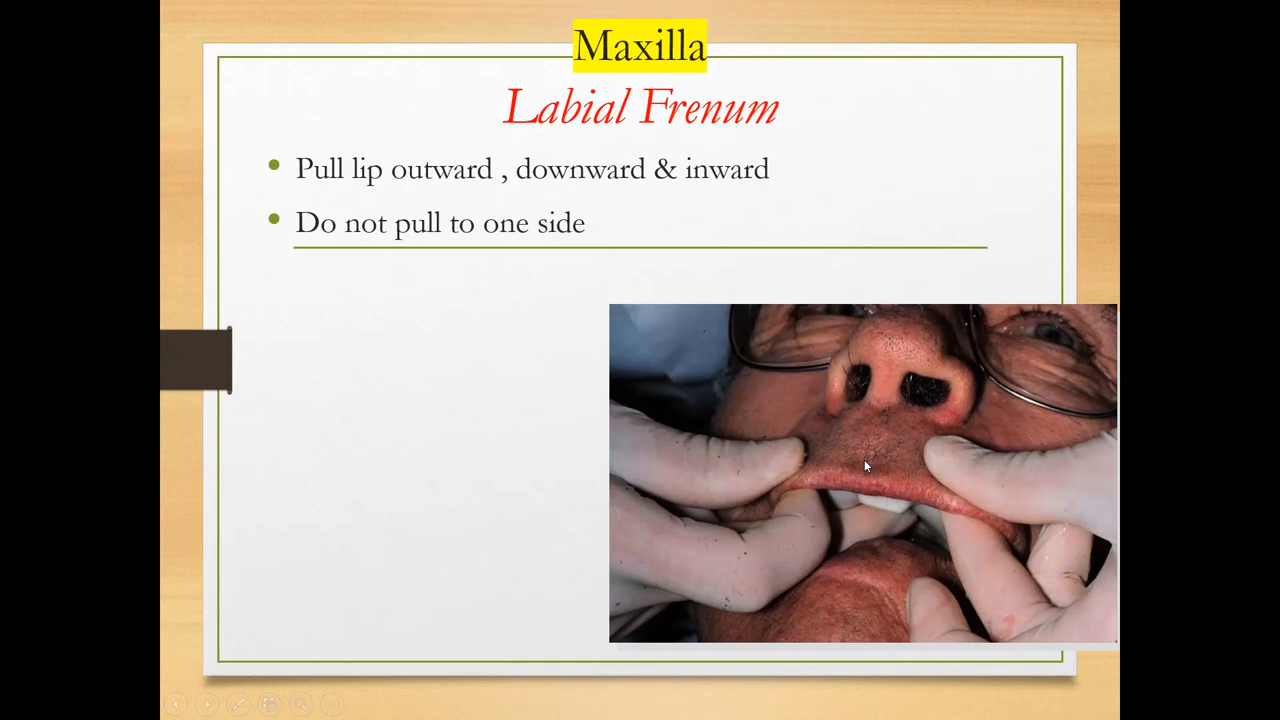 Maxilla
Labial Frenum
Pull lip outward , downward & inward
Do not pull to one side